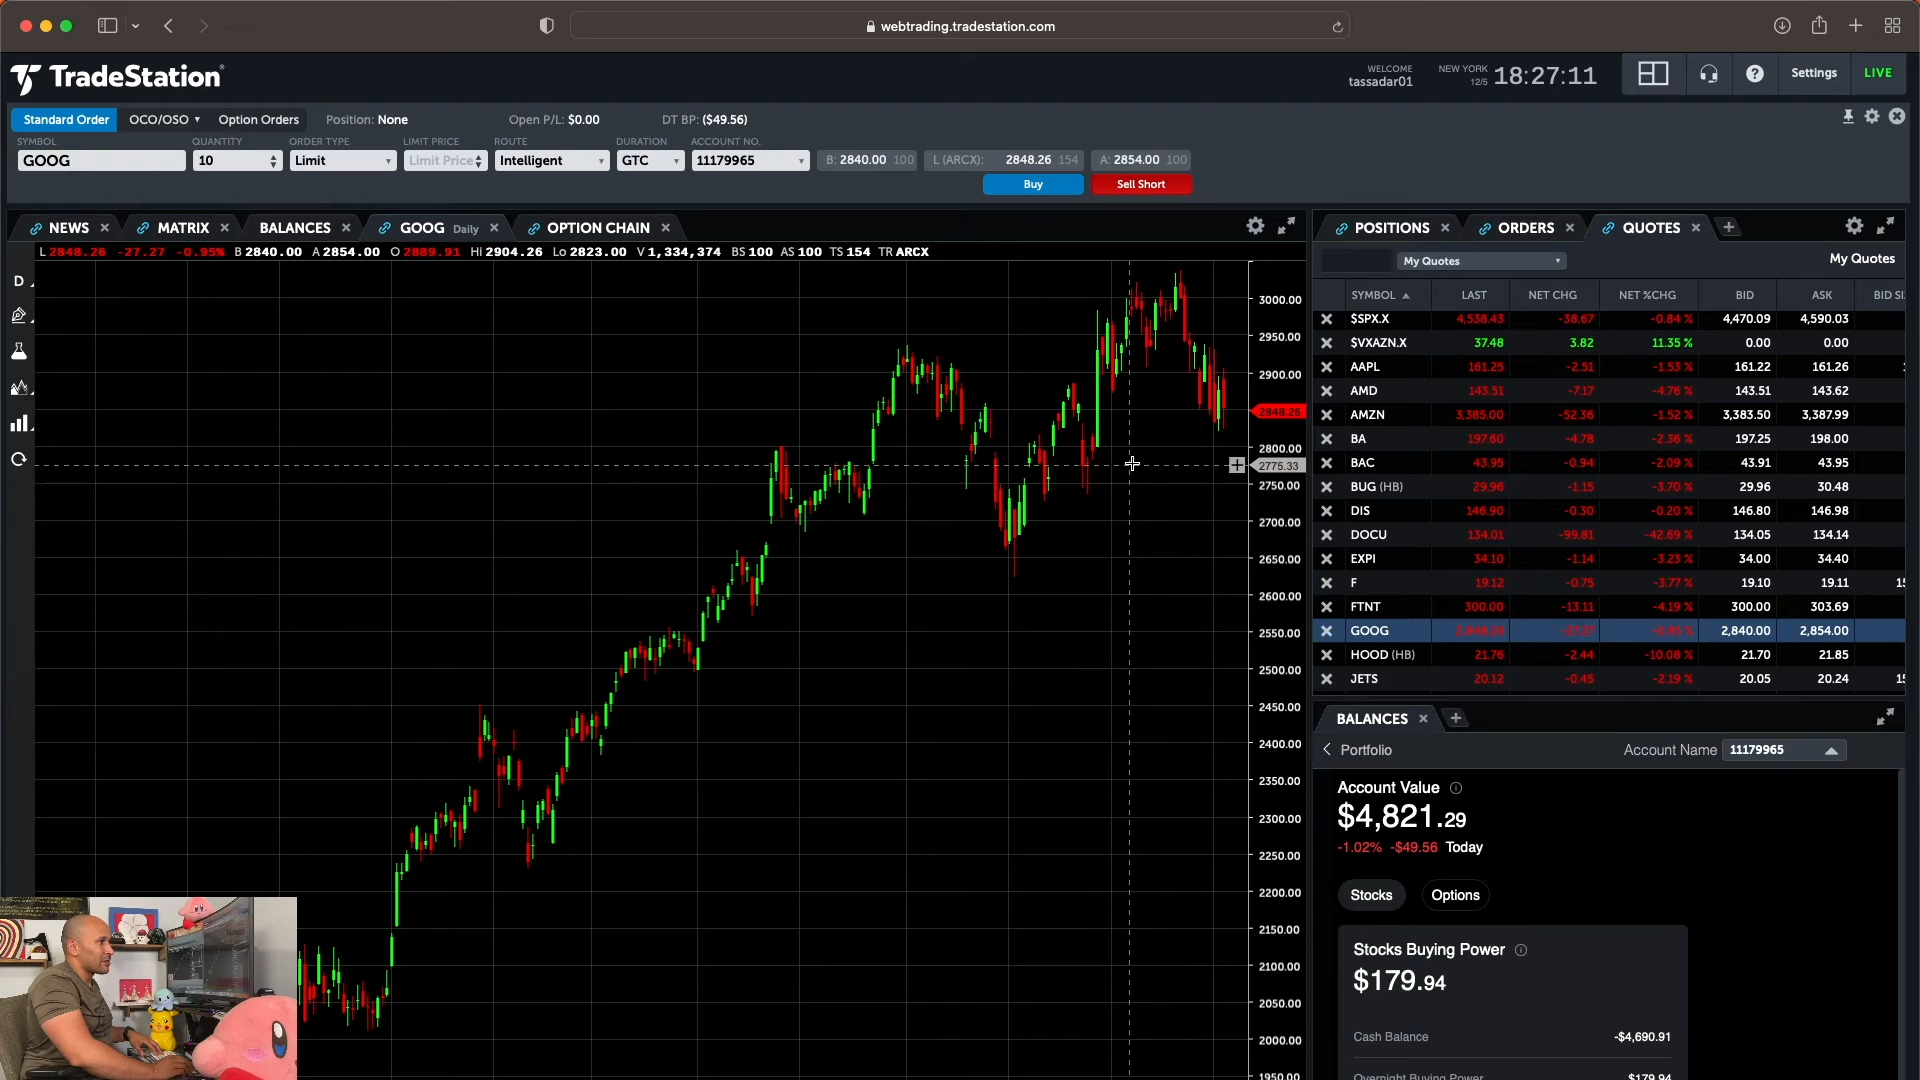 webtrading.tradestation.com
TradeStation
WELCOME
tassadar01
NEW YORK
12/5
18:27:11
Settings
LIVE
Standard Order
OCO/OSO
Option Orders
Position: None
Open P/L: $0.00
DT BP: ($49.56)
SYMBOL QUANTITY ORDER TYPE LIMIT PRICE ROUTE DURATION ACCOUNT NO.
GOOG 10 Limit Limit Price Intelligent GTC 11179965 B: 2840.00 100 L (ARCX): 2848.26 154 A: 2854.00 100
Buy Sell Short
NEWS MATRIX BALANCES GOOG Daily OPTION CHAIN
L 2848.26 -27.27 -0.95% B 2840.00 A 2854.00 O 2889.91 HI 2904.26 Lo 2823.00 V 1,334,374 BS 100 AS 100 TS 154 TR ARCX
D
3000.00
2950.00
2900.00
2848.26
2800.00
2775.33
2750.00
2700.00
2650.00
2600.00
2550.00
2500.00
2450.00
2400.00
2350.00
2300.00
2250.00
2200.00
2150.00
2100.00
2050.00
2000.00
1950.00
POSITIONS ORDERS QUOTES
My Quotes My Quotes
SYMBOL LAST NET CHG NET %CHG BID ASK
$SPX.X 4,538.43 -38.67 -0.84 % 4,470.09 4,590.03
$VXAZN.X 37.48 3.82 11.35 % 0.00 0.00
AAPL 161.25 -2.51 -1.53 % 161.22 161.26
AMD 143.51 -7.17 -4.76 % 143.51 143.62
AMZN 3,385.00 -52.36 -1.52 % 3,383.50 3,387.99
BA 197.60 -4.78 -2.36 % 197.25 198.00
BAC 43.95 -0.94 -2.09 % 43.91 43.95
BUG (HB) 29.96 -1.15 -3.70 % 29.96 30.48
DIS 146.90 -0.30 -0.20 % 146.80 146.98
DOCU 134.01 -99.81 -42.69 % 134.05 134.14
EXPI 34.10 -1.14 -3.23 % 34.00 34.40
F 19.12 -0.75 -3.77 % 19.10 19.11
FTNT 300.00 -13.11 -4.19 % 300.00 303.69
GOOG 2,840.00 2,854.00
HOOD (HB) 21.76 -2.44 -10.08 % 21.70 21.85
JETS 20.12 -0.45 -2.19 % 20.05 20.24
BALANCES
Portfolio
Account Name 11179965
Account Value
$4,821.29
-1.02% -$49.56 Today
Stocks Options
Stocks Buying Power
$179.94
Cash Balance -$4,690.91
Overnight Buying Power $179.94